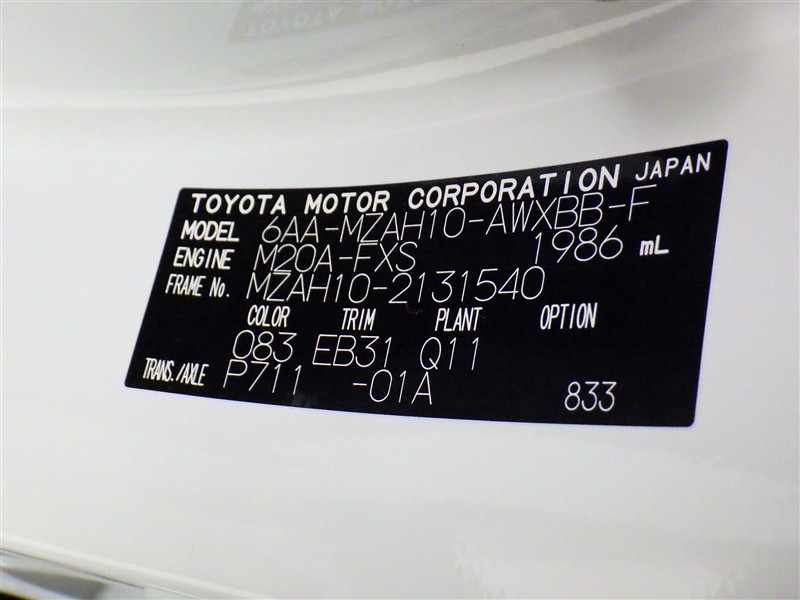 TOYOTA MOTOR CORPORATION JAPAN
MODEL 6AA-MZAH10-AWXBB-F
ENGINE M20A-FXS 1986 mL
FRAME No. MZAH10-2131540
COLOR TRIM PLANT OPTION
083 EB31 Q11
TRANS./AXLE P711 -01A 833